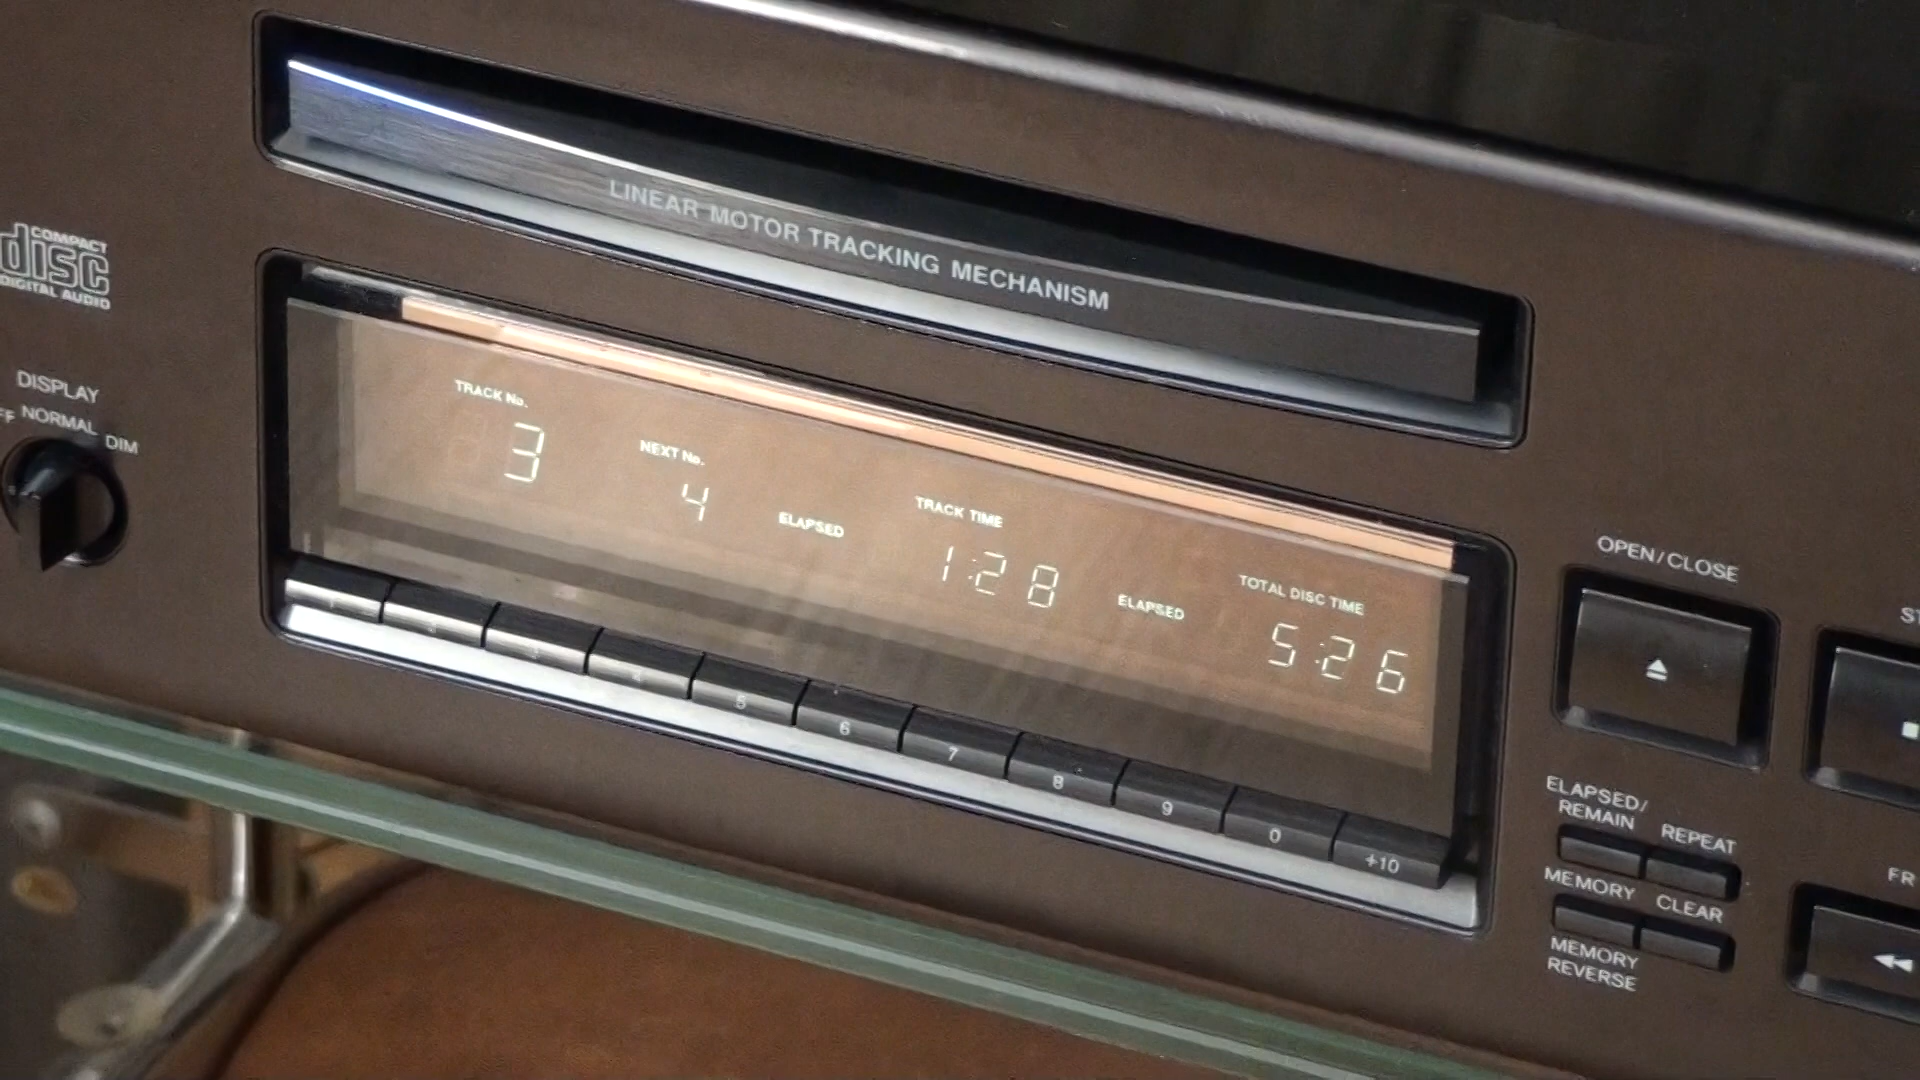 LINEAR MOTOR TRACKING MECHANISM
COMPACT
disc
DIGITAL AUDIO
DISPLAY
NORMAL
DIM
TRACK No.
3
NEXT No.
4
ELAPSED
TRACK TIME
1:28
ELAPSED
TOTAL DISC TIME
5:26
5
6
7
8
9
0
+10
OPEN/CLOSE
ELAPSED/
REMAIN
REPEAT
MEMORY
CLEAR
MEMORY
REVERSE